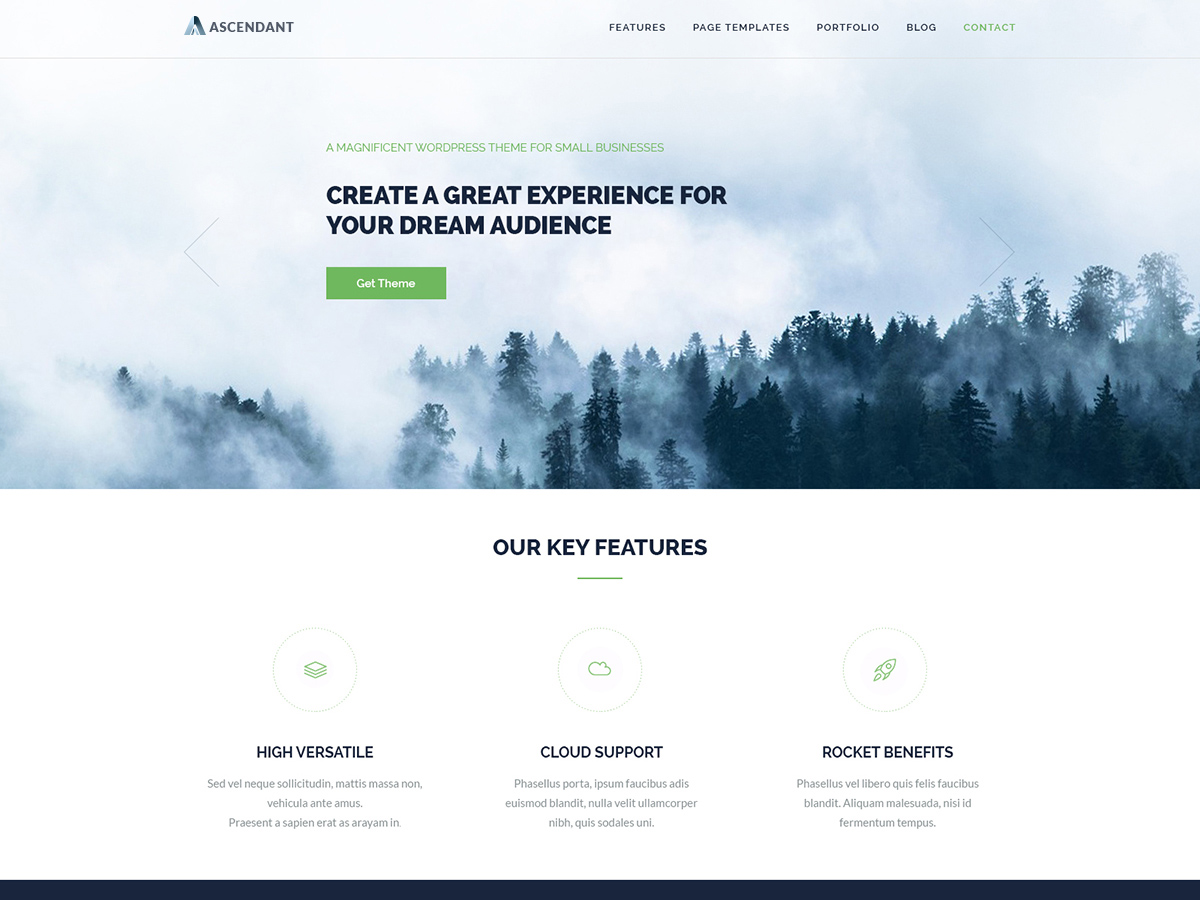 ASCENDANT
FEATURES PAGE TEMPLATES PORTFOLIO BLOG CONTACT
A MAGNIFICENT WORDPRESS THEME FOR SMALL BUSINESSES
CREATE A GREAT EXPERIENCE FOR
YOUR DREAM AUDIENCE
Get Theme
OUR KEY FEATURES
HIGH VERSATILE
Sed vel neque sollicitudin, mattis massa non,
vehicula ante amus.
Praesent a sapien erat as arayam in.
CLOUD SUPPORT
Phasellus porta, ipsum faucibus adis
euismod blandit, nulla velit ullamcorper
nibh, quis sodales uni.
ROCKET BENEFITS
Phasellus vel libero quis felis faucibus
blandit. Aliquam malesuada, nisi id
fermentum tempus.